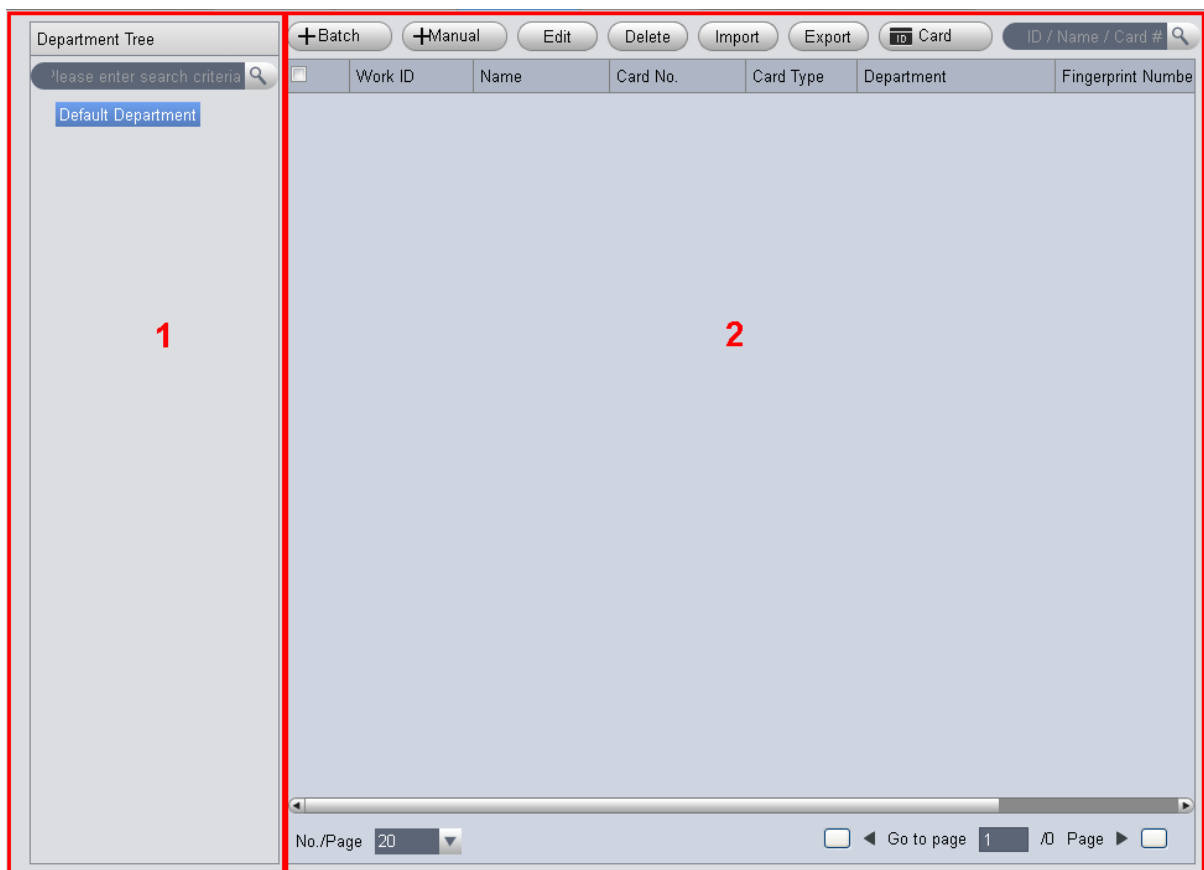 Department Tree
Please enter search criteria
Default Department
1
+Batch +Manual Edit Delete Import Export ID Card ID / Name / Card #
Work ID Name Card No. Card Type Department Fingerprint Numbe
2
No./Page 20 Go to page 1 /0 Page